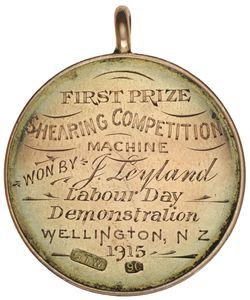 FIRST PRIZE
SHEARING COMPETITION
MACHINE
WON BY J. Leyland
Labour Day
Demonstration
WELLINGTON, N Z
1915
9C